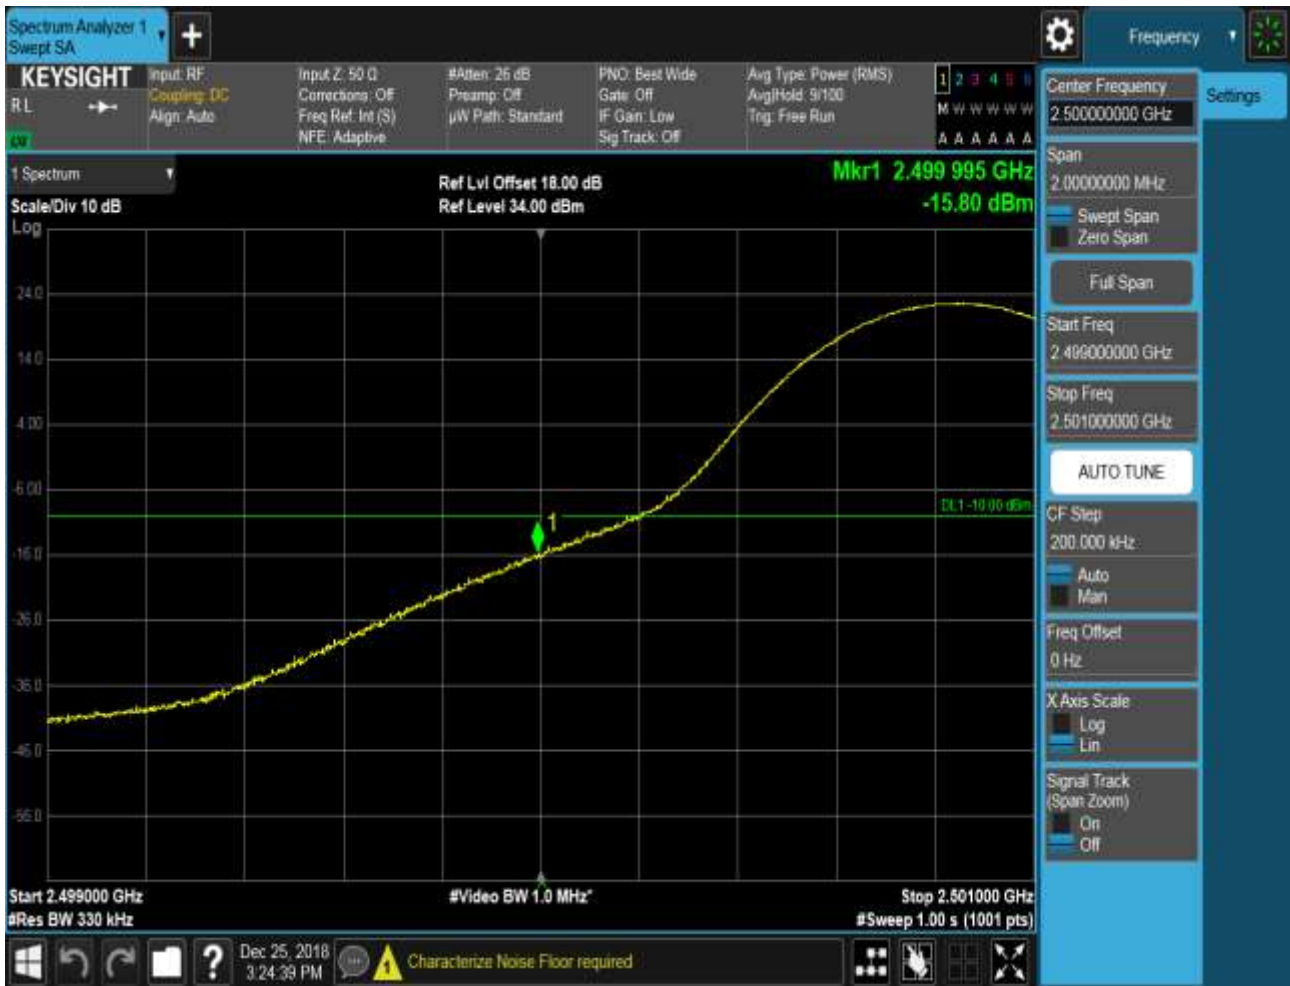 Spectrum Analyzer 1
Swept SA
+
Frequency
KEYSIGHT
RL
LXI
Input: RF
Coupling: DC
Align: Auto
Input Z: 50 Ω
Corrections: Off
Freq Ref: Int (S)
NFE: Adaptive
#Atten: 26 dB
Preamp: Off
µW Path: Standard
PNO: Best Wide
Gate: Off
IF Gain: Low
Sig Track: Off
Avg Type: Power (RMS)
Avg|Hold: 9/100
Trig: Free Run
1 2 3 4 5 6
M W W W W W
A A A A A A
1 Spectrum
Scale/Div 10 dB
Log
Ref Lvl Offset 18.00 dB
Ref Level 34.00 dBm
Mkr1 2.499 995 GHz
-15.80 dBm
24.0
14.0
4.00
-6.00
-16.0
-26.0
-36.0
-46.0
-56.0
1
DL1 -10.00 dBm
Start 2.499000 GHz
#Res BW 330 kHz
#Video BW 1.0 MHz*
Stop 2.501000 GHz
#Sweep 1.00 s (1001 pts)
Center Frequency
2.500000000 GHz
Span
2.00000000 MHz
Swept Span
Zero Span
Full Span
Start Freq
2.499000000 GHz
Stop Freq
2.501000000 GHz
AUTO TUNE
CF Step
200.000 kHz
Auto
Man
Freq Offset
0 Hz
X Axis Scale
Log
Lin
Signal Track
(Span Zoom)
On
Off
Settings
?
Dec 25, 2018
3:24:39 PM
1
Characterize Noise Floor required